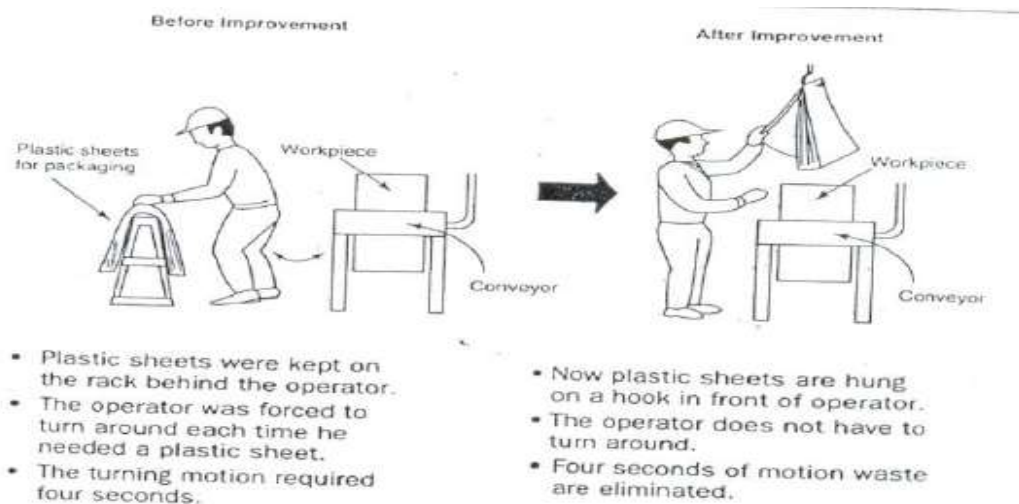 Before Improvement
Plastic sheets
for packaging
Workpiece
Conveyor
• Plastic sheets were kept on
the rack behind the operator.
• The operator was forced to
turn around each time he
needed a plastic sheet.
• The turning motion required
four seconds.
After Improvement
Workpiece
Conveyor
• Now plastic sheets are hung
on a hook in front of operator.
• The operator does not have to
turn around.
• Four seconds of motion waste
are eliminated.